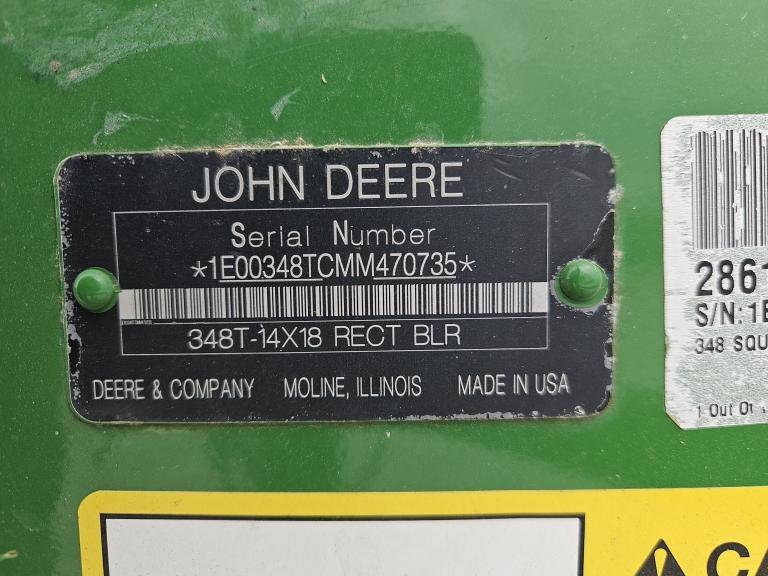 JOHN DEERE
Serial Number
*1E00348TCMM470735*
348T-14X18 RECT BLR
DEERE & COMPANY MOLINE, ILLINOIS MADE IN USA
2861
S/N: 1E
348 SQU
1 Out Of
CA